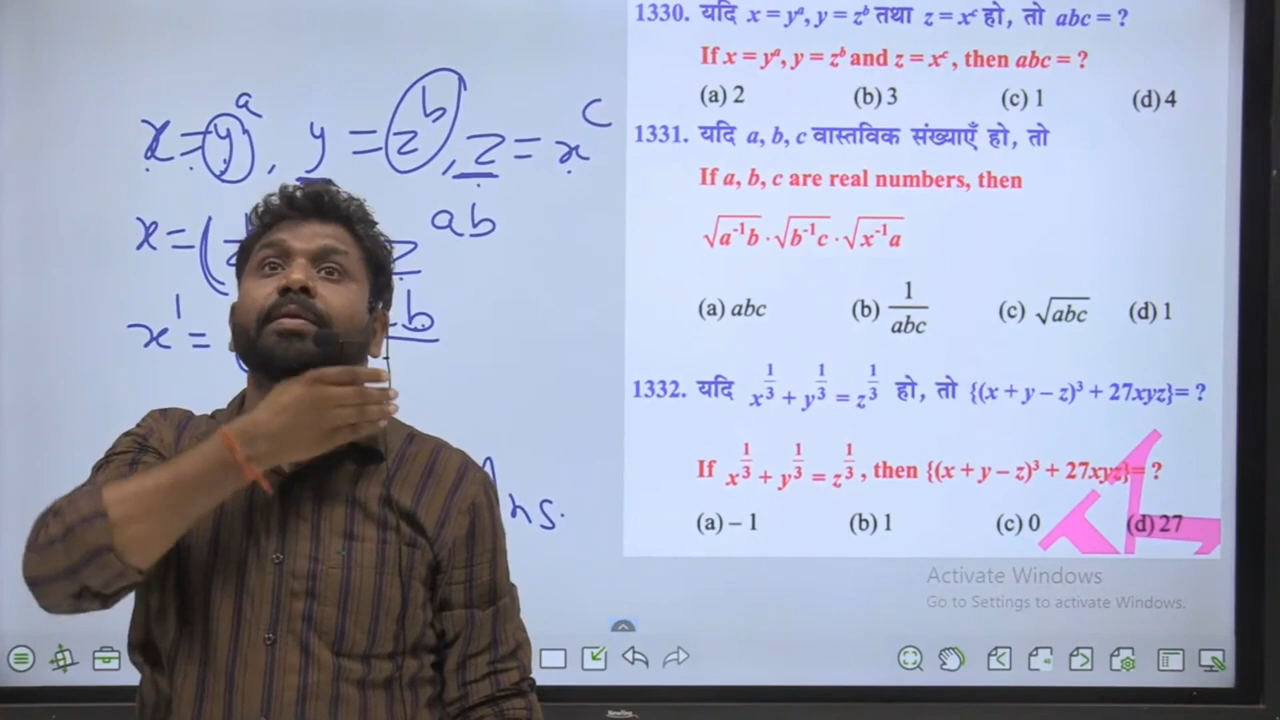 x = y^a, y = z^b, z = x^c
x = ( z^ab
x^1 =
Ans.
1330. यदि x = y^a, y = z^b तथा z = x^c हो, तो abc = ?
If x = y^a, y = z^b and z = x^c, then abc = ?
(a) 2 (b) 3 (c) 1 (d) 4
1331. यदि a, b, c वास्तविक संख्याएँ हो, तो
If a, b, c are real numbers, then
√(a⁻¹b) · √(b⁻¹c) · √(x⁻¹a)
(a) abc (b) 1/abc (c) √abc (d) 1
1332. यदि x^(1/3) + y^(1/3) = z^(1/3) हो, तो {(x + y – z)³ + 27xyz} = ?
If x^(1/3) + y^(1/3) = z^(1/3), then {(x + y – z)³ + 27xyz} = ?
(a) – 1 (b) 1 (c) 0 (d) 27
Activate Windows
Go to Settings to activate Windows.